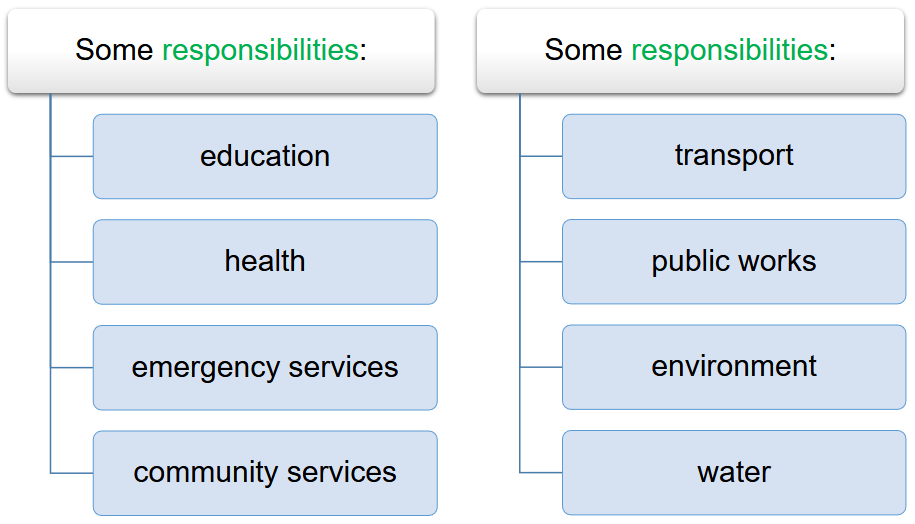 Some responsibilities:
education
health
emergency services
community services
Some responsibilities:
transport
public works
environment
water